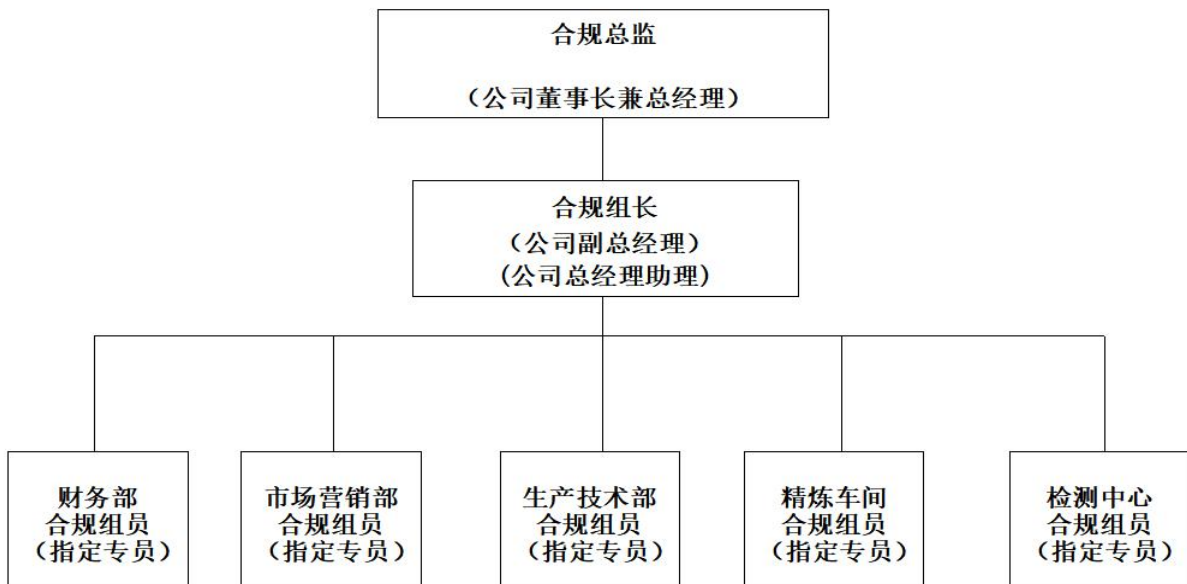 合规总监
（公司董事长兼总经理）
合规组长
（公司副总经理）
(公司总经理助理)
财务部
合规组员
（指定专员）
市场营销部
合规组员
（指定专员）
生产技术部
合规组员
（指定专员）
精炼车间
合规组员
（指定专员）
检测中心
合规组员
（指定专员）